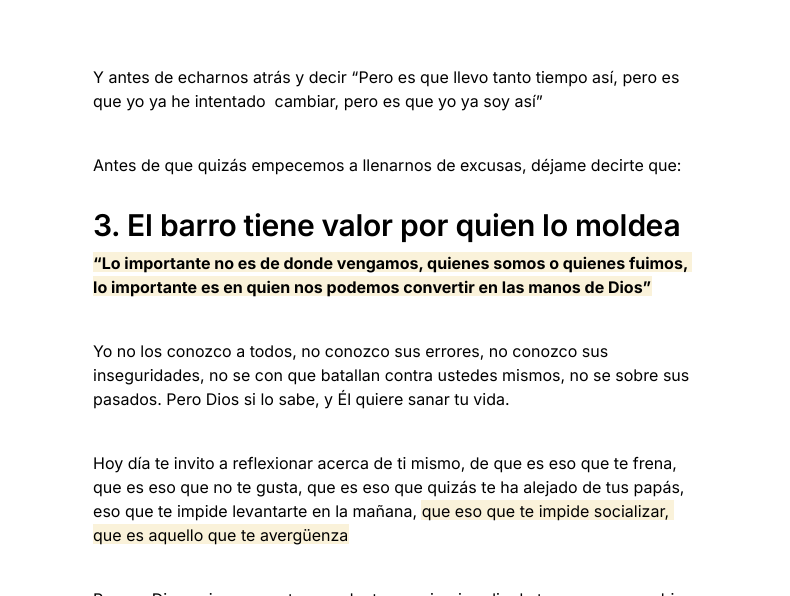 Y antes de echarnos atrás y decir “Pero es que llevo tanto tiempo así, pero es
que yo ya he intentado  cambiar, pero es que yo ya soy así”
Antes de que quizás empecemos a llenarnos de excusas, déjame decirte que:
3. El barro tiene valor por quien lo moldea
“Lo importante no es de donde vengamos, quienes somos o quienes fuimos,
lo importante es en quien nos podemos convertir en las manos de Dios”
Yo no los conozco a todos, no conozco sus errores, no conozco sus
inseguridades, no se con que batallan contra ustedes mismos, no se sobre sus
pasados. Pero Dios si lo sabe, y Él quiere sanar tu vida.
Hoy día te invito a reflexionar acerca de ti mismo, de que es eso que te frena,
que es eso que no te gusta, que es eso que quizás te ha alejado de tus papás,
eso que te impide levantarte en la mañana, que eso que te impide socializar,
que es aquello que te avergüenza